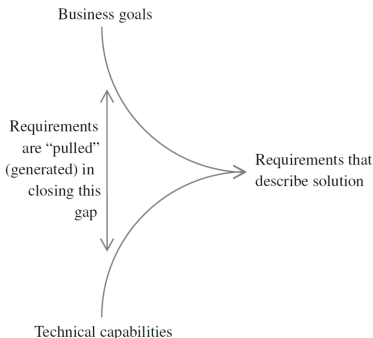 Business goals
Requirements
are “pulled”
(generated) in
closing this
gap
Requirements that
describe solution
Technical capabilities